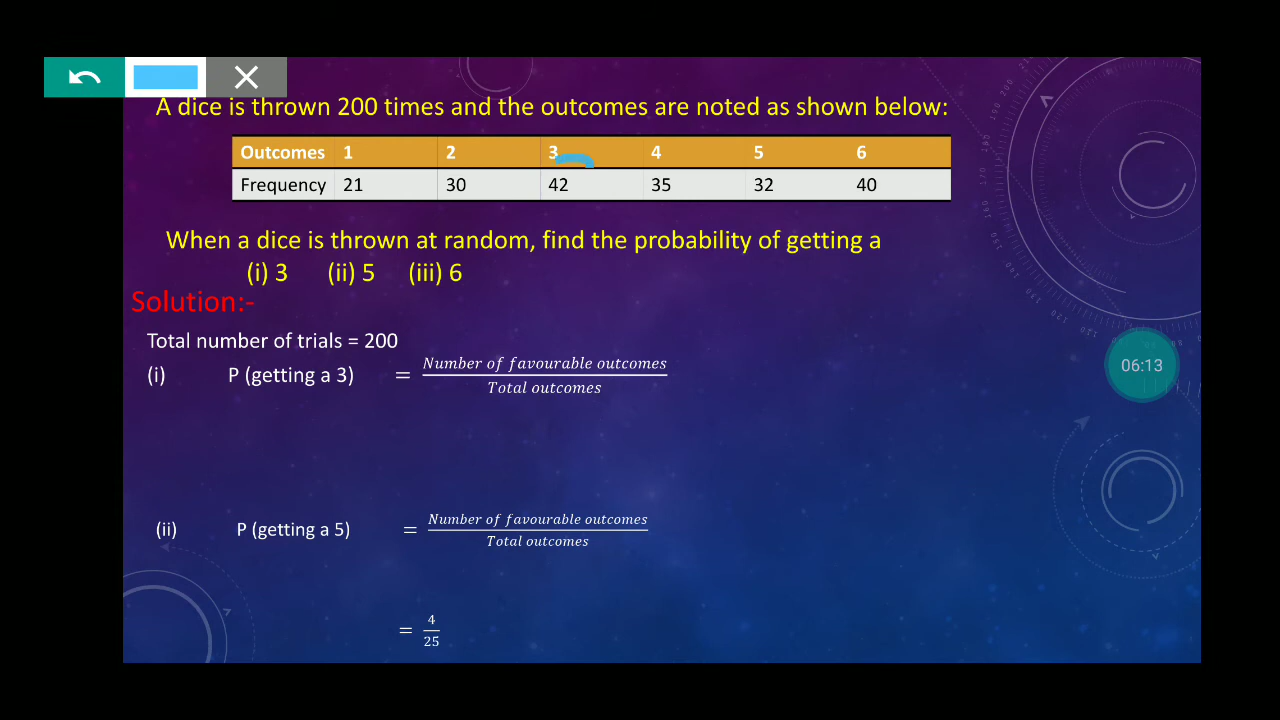 A dice is thrown 200 times and the outcomes are noted as shown below:
Outcomes 1 2 3 4 5 6
Frequency 21 30 42 35 32 40
When a dice is thrown at random, find the probability of getting a
(i) 3 (ii) 5 (iii) 6
Solution:-
Total number of trials = 200
(i) P (getting a 3) = Number of favourable outcomes / Total outcomes
06:13
(ii) P (getting a 5) = Number of favourable outcomes / Total outcomes
= 4/25